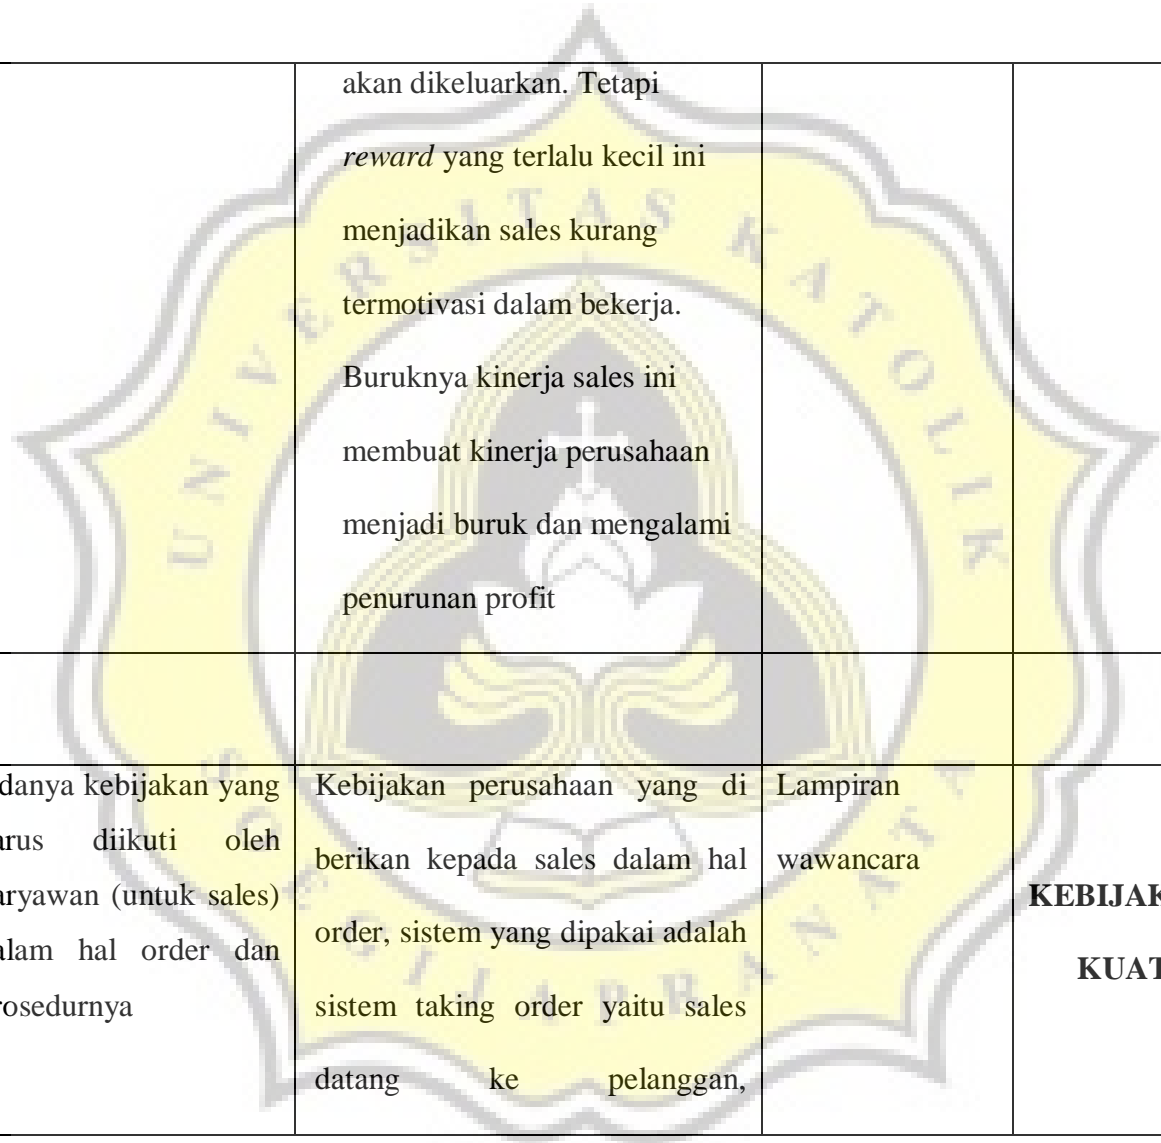 akan dikeluarkan. Tetapi
reward yang terlalu kecil ini
menjadikan sales kurang
termotivasi dalam bekerja.
Buruknya kinerja sales ini
membuat kinerja perusahaan
menjadi buruk dan mengalami
penurunan profit
danya kebijakan yang
arus diikuti oleh
aryawan (untuk sales)
alam hal order dan
rosedurnya
Kebijakan perusahaan yang di
berikan kepada sales dalam hal
order, sistem yang dipakai adalah
sistem taking order yaitu sales
datang ke pelanggan,
Lampiran
wawancara
KEBIJAK
KUAT
UNIVERSITAS KATOLIK
SOEGIJAPRANATA